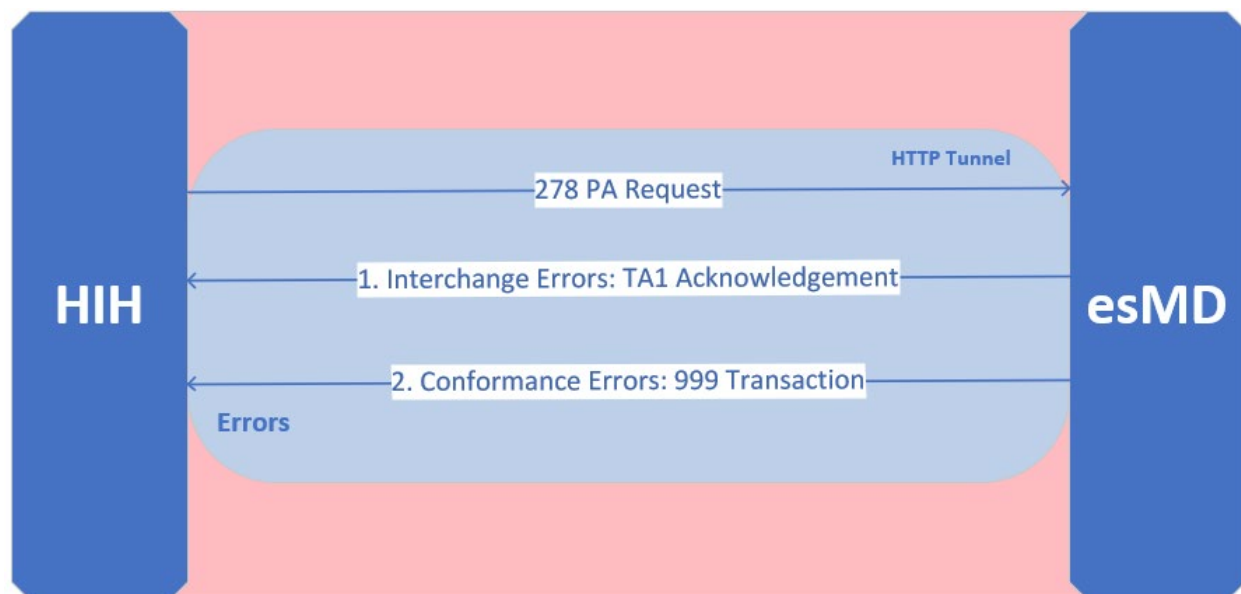 HTTP Tunnel
278 PA Request
1. Interchange Errors: TA1 Acknowledgement
HIH
esMD
2. Conformance Errors: 999 Transaction
Errors